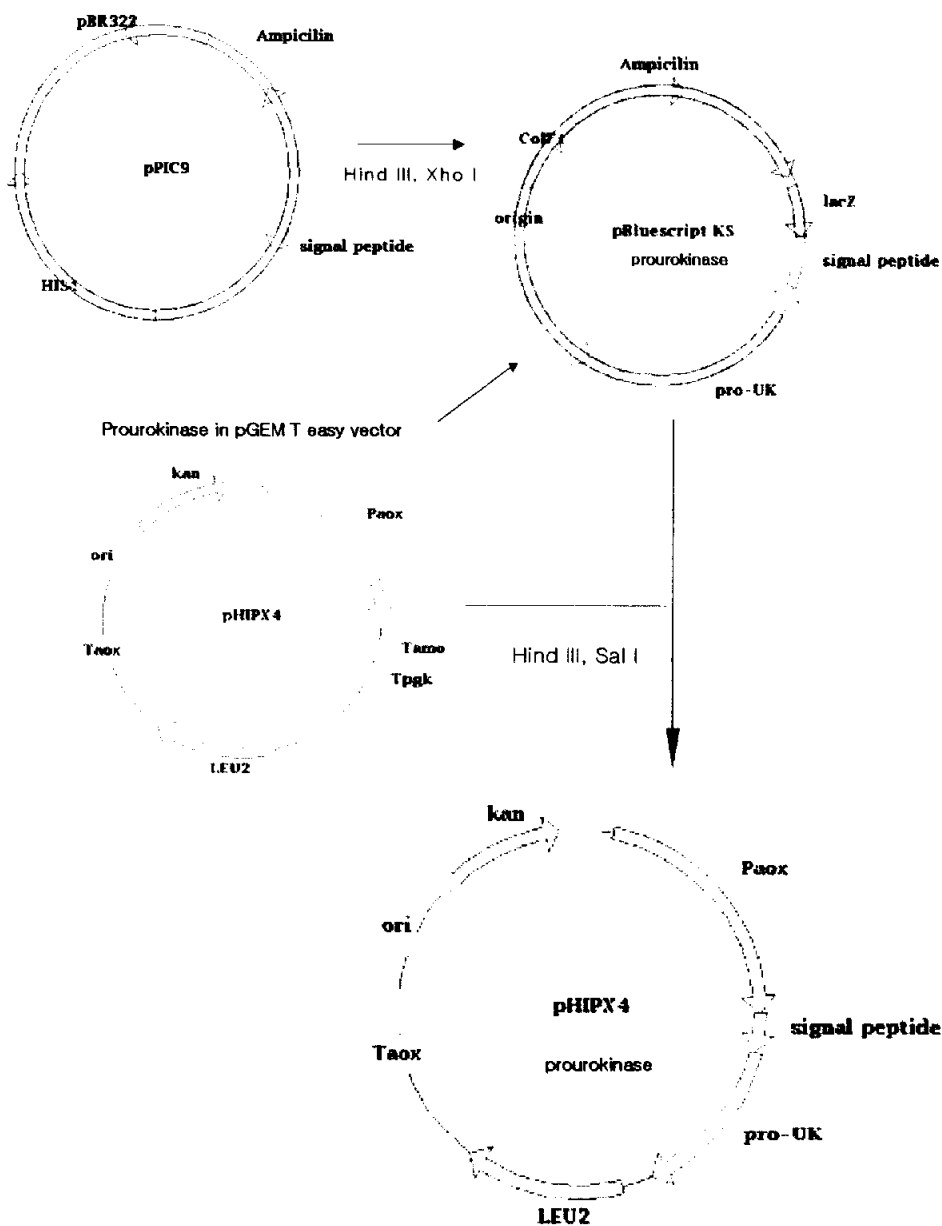 pBR322
Ampicilin
pPIC9
signal peptide
Hind III, Xho I
Ampicilin
origin
lacZ
pBluescript KS
prourokinase
signal peptide
pro-UK
Prourokinase in pGEM T easy vector
kan
Paox
ori
pHIPX4
Taox
Tamo
Tpgk
LEU2
Hind III, Sal I
kan
Paox
ori
pHIPX4
prourokinase
signal peptide
Taox
pro-UK
LEU2